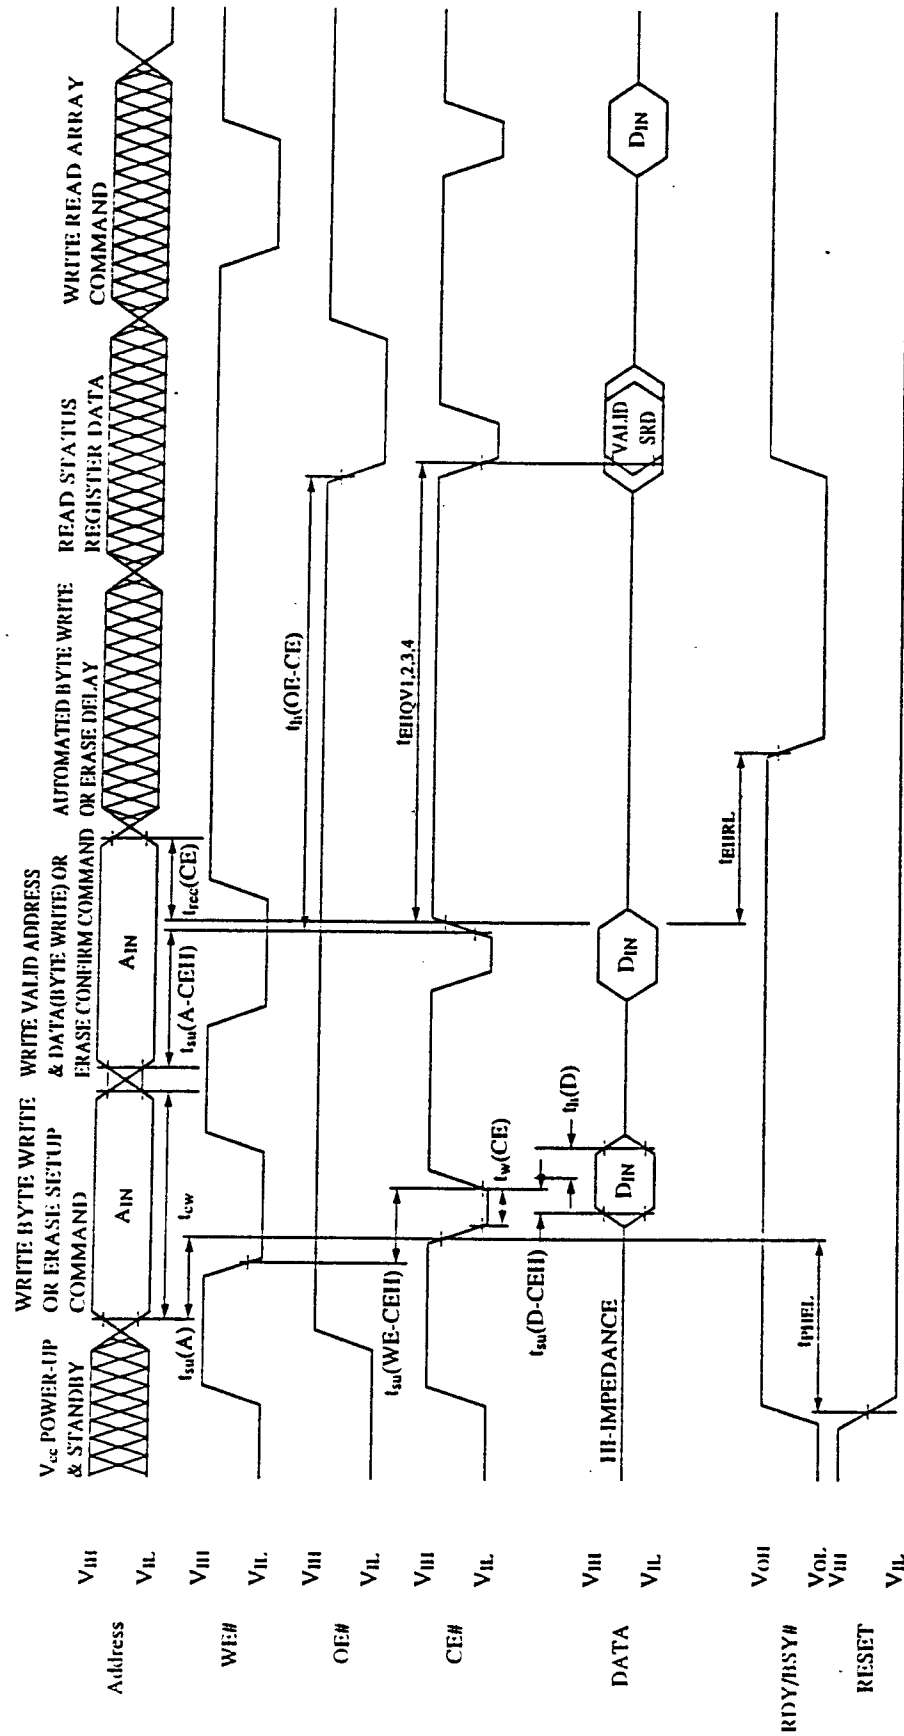 Vcc POWER-UP
& STANDBY
WRITE BYTE WRITE
OR ERASE SETUP
COMMAND
WRITE VALID ADDRESS
& DATA(BYTE WRITE) OR
ERASE CONFIRM COMMAND
AUTOMATED BYTE WRITE
OR ERASE DELAY
READ STATUS
REGISTER DATA
WRITE READ ARRAY
COMMAND
Address
VIH
VIL
AIN
AIN
tcw
tsu(A)
tsu(A-CEH)
trec(CE)
WE#
VIH
VIL
OE#
VIH
VIL
th(OE-CE)
tsu(WE-CEH)
CE#
VIH
VIL
tEHQV1,2,3,4
tw(CE)
tsu(D-CEH)
th(D)
DATA
VIH
VIL
HI-IMPEDANCE
DIN
DIN
VALID
SRD
DIN
tEHRL
RDY/BSY#
VOH
VOL
tPHEL
RESET
VIH
VIL